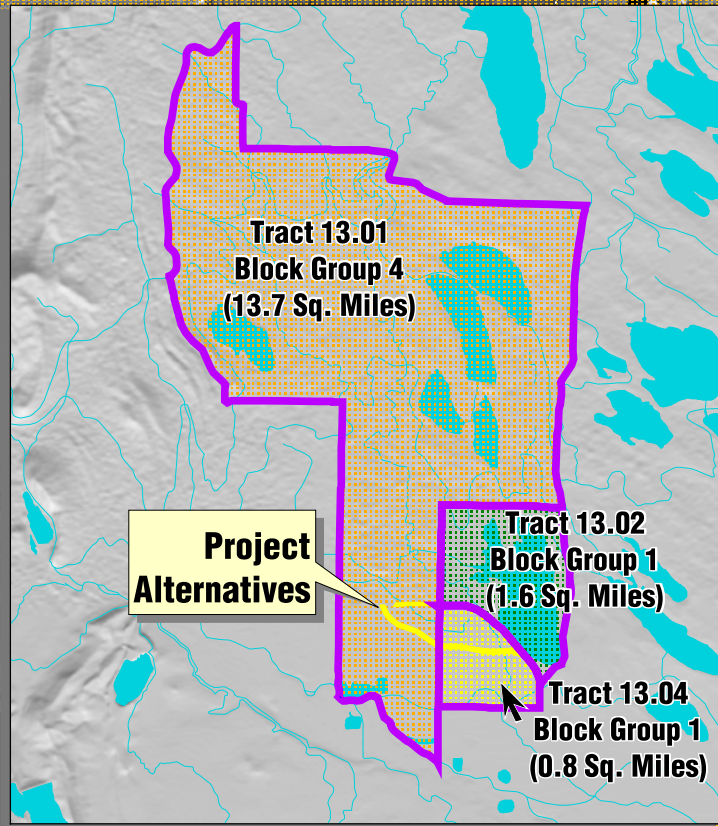 Tract 13.01
Block Group 4
(13.7 Sq. Miles)
Tract 13.02
Block Group 1
(1.6 Sq. Miles)
Project
Alternatives
Tract 13.04
Block Group 1
(0.8 Sq. Miles)